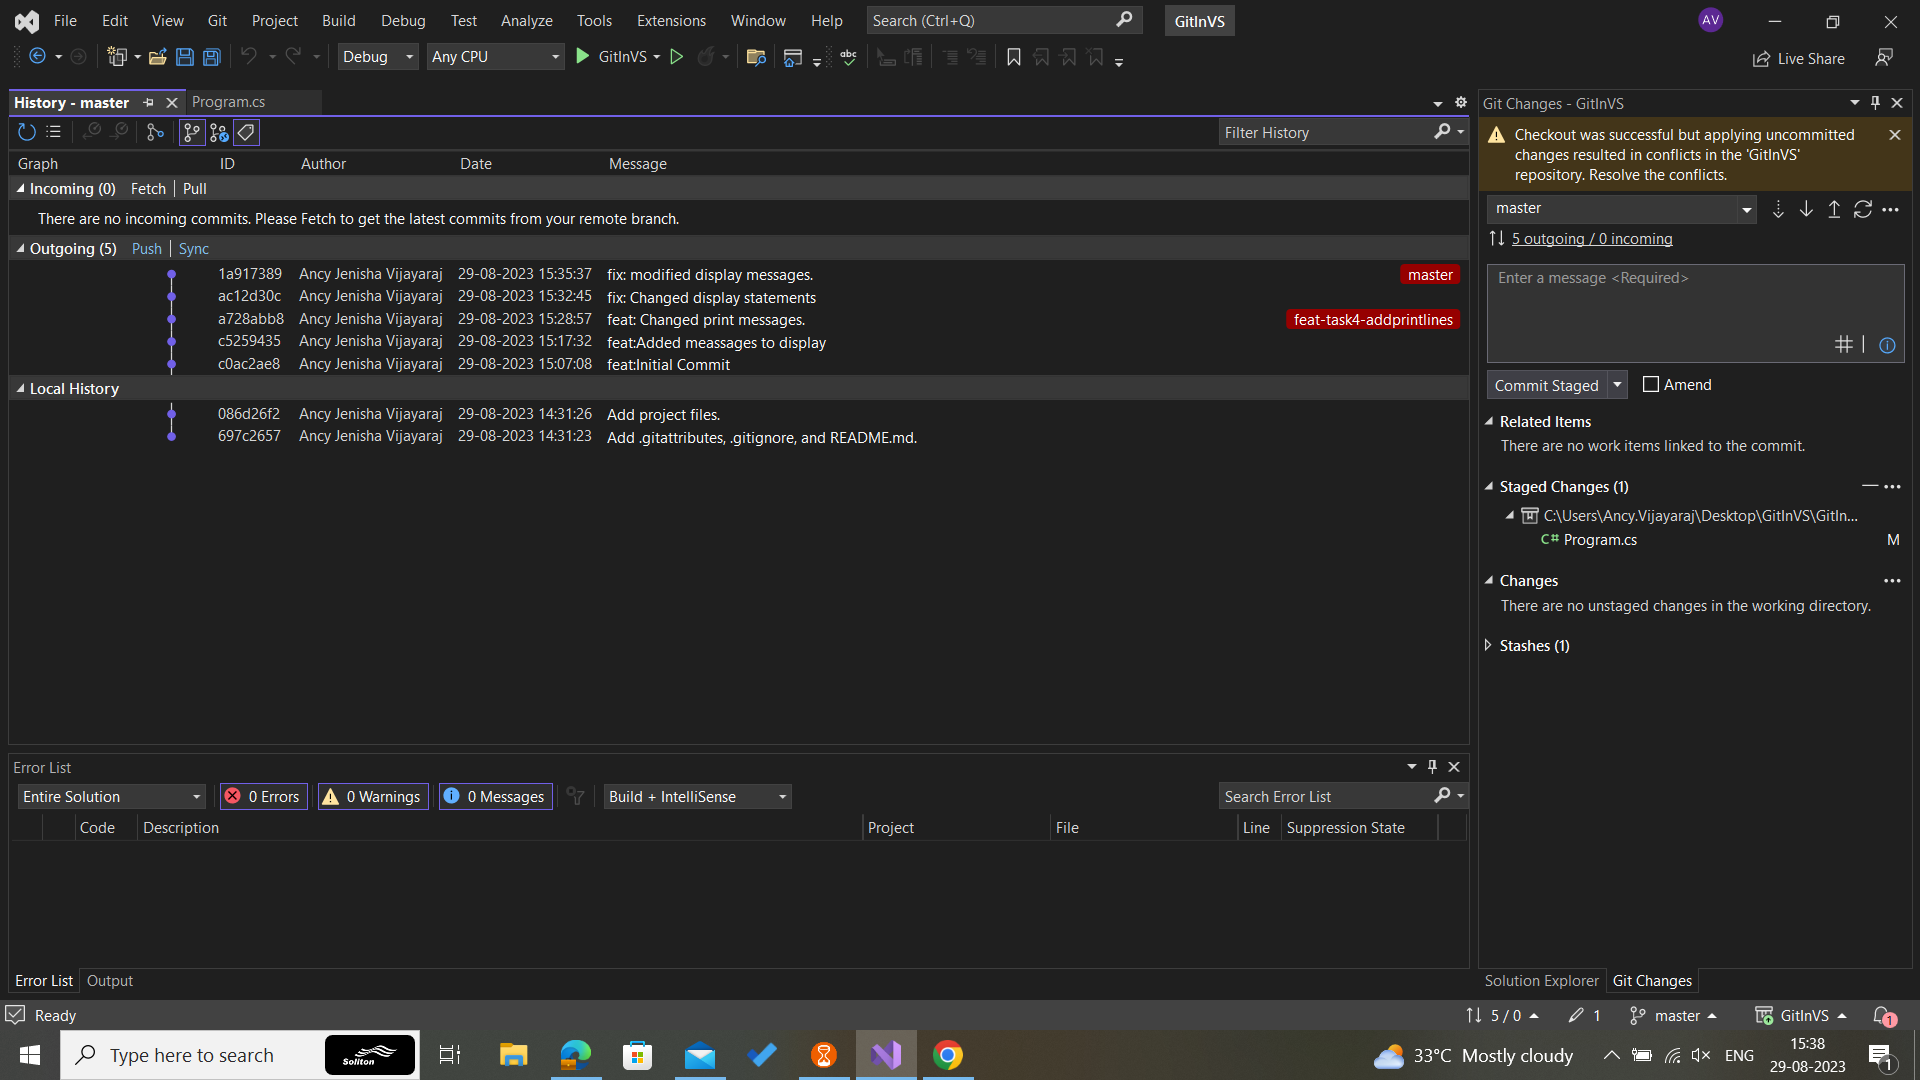 File Edit View Git Project Build Debug Test Analyze Tools Extensions Window Help Search (Ctrl+Q) GitInVS AV
Debug Any CPU GitInVS abc Live Share
History - master Program.cs
Filter History
Graph ID Author Date Message
Incoming (0) Fetch | Pull
There are no incoming commits. Please Fetch to get the latest commits from your remote branch.
Outgoing (5) Push | Sync
1a917389 Ancy Jenisha Vijayaraj 29-08-2023 15:35:37 fix: modified display messages. master
ac12d30c Ancy Jenisha Vijayaraj 29-08-2023 15:32:45 fix: Changed display statements
a728abb8 Ancy Jenisha Vijayaraj 29-08-2023 15:28:57 feat: Changed print messages. feat-task4-addprintlines
c5259435 Ancy Jenisha Vijayaraj 29-08-2023 15:17:32 feat:Added meassages to display
c0ac2ae8 Ancy Jenisha Vijayaraj 29-08-2023 15:07:08 feat:Initial Commit
Local History
086d26f2 Ancy Jenisha Vijayaraj 29-08-2023 14:31:26 Add project files.
697c2657 Ancy Jenisha Vijayaraj 29-08-2023 14:31:23 Add .gitattributes, .gitignore, and README.md.
Git Changes - GitInVS
Checkout was successful but applying uncommitted
changes resulted in conflicts in the 'GitInVS'
repository. Resolve the conflicts.
master
5 outgoing / 0 incoming
Enter a message <Required>
Commit Staged Amend
Related Items
There are no work items linked to the commit.
Staged Changes (1)
C:\Users\Ancy.Vijayaraj\Desktop\GitInVS\GitIn...
C# Program.cs M
Changes
There are no unstaged changes in the working directory.
Stashes (1)
Error List
Entire Solution 0 Errors 0 Warnings 0 Messages Build + IntelliSense Search Error List
Code Description Project File Line Suppression State
Error List Output
Solution Explorer Git Changes
Ready 5 / 0 1 master GitInVS 1
Type here to search Soliton 33°C Mostly cloudy ENG 15:38
29-08-2023 1